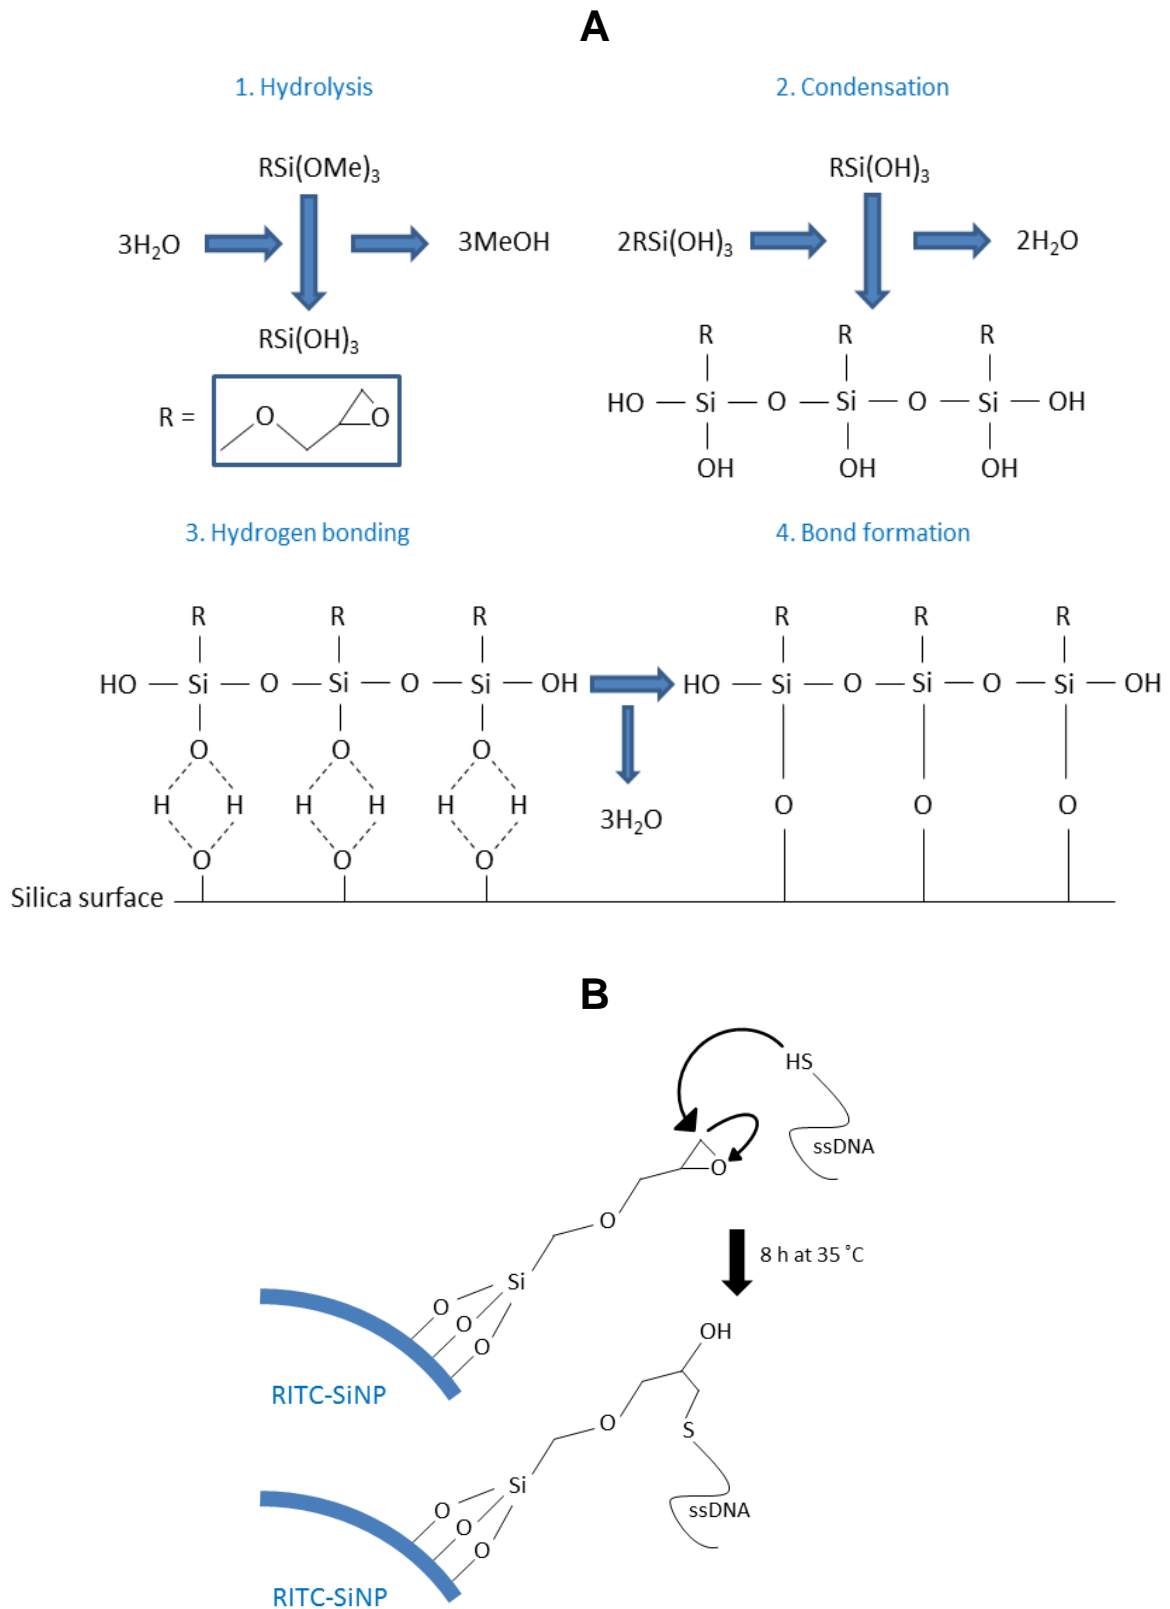 A
1. Hydrolysis
2. Condensation
RSi(OMe)₃
RSi(OH)₃
3H₂O
3MeOH
2RSi(OH)₃
2H₂O
RSi(OH)₃
R R R
R =
O
O
HO — Si — O — Si — O — Si — OH
OH OH OH
3. Hydrogen bonding
4. Bond formation
R R R
R R R
HO — Si — O — Si — O — Si — OH
HO — Si — O — Si — O — Si — OH
O O O
H H H H H H
O O O
3H₂O
O O O
Silica surface
B
HS
ssDNA
O
O
8 h at 35 ˚C
Si
O
O
O
RITC-SiNP
OH
O
S
Si
ssDNA
O
O
O
RITC-SiNP